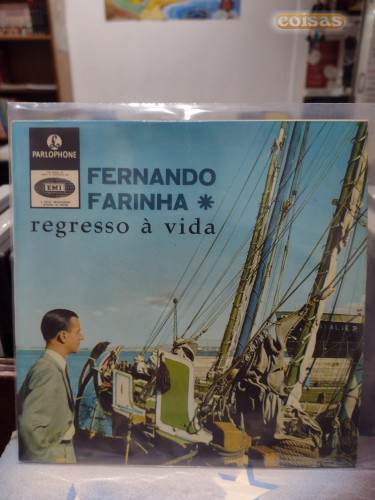 coisas
PARLOPHONE
EMI
FERNANDO
FARINHA *
regresso à vida